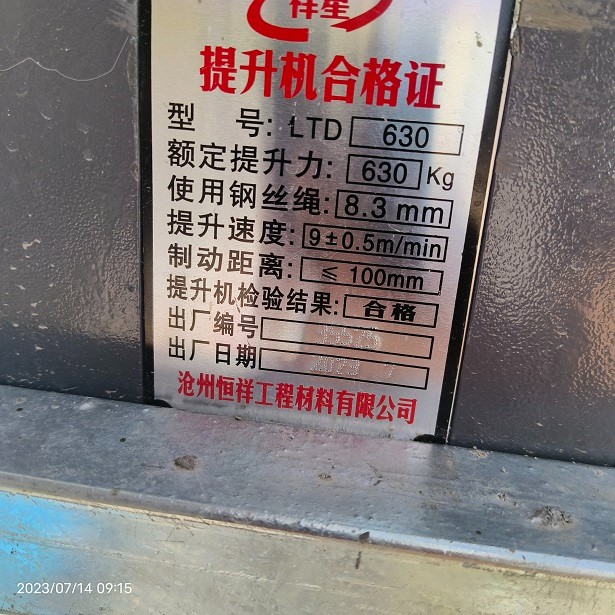 祥星
提升机合格证
型 号: LTD 630
额定提升力: 630 Kg
使用钢丝绳: 8.3 mm
提升速度: 9±0.5m/min
制动距离: ≤ 100mm
提升机检验结果: 合格
出厂编号
出厂日期 2023
沧州恒祥工程材料有限公司
2023/07/14 09:15